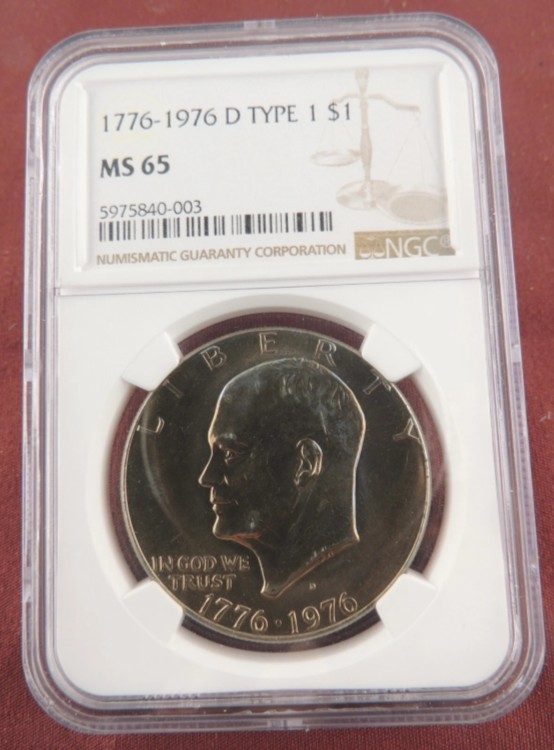 1776-1976 D TYPE 1 $1
MS 65
5975840-003
NUMISMATIC GUARANTY CORPORATION
NGC®
LIBERTY
IN GOD WE
TRUST
D
1776 • 1976